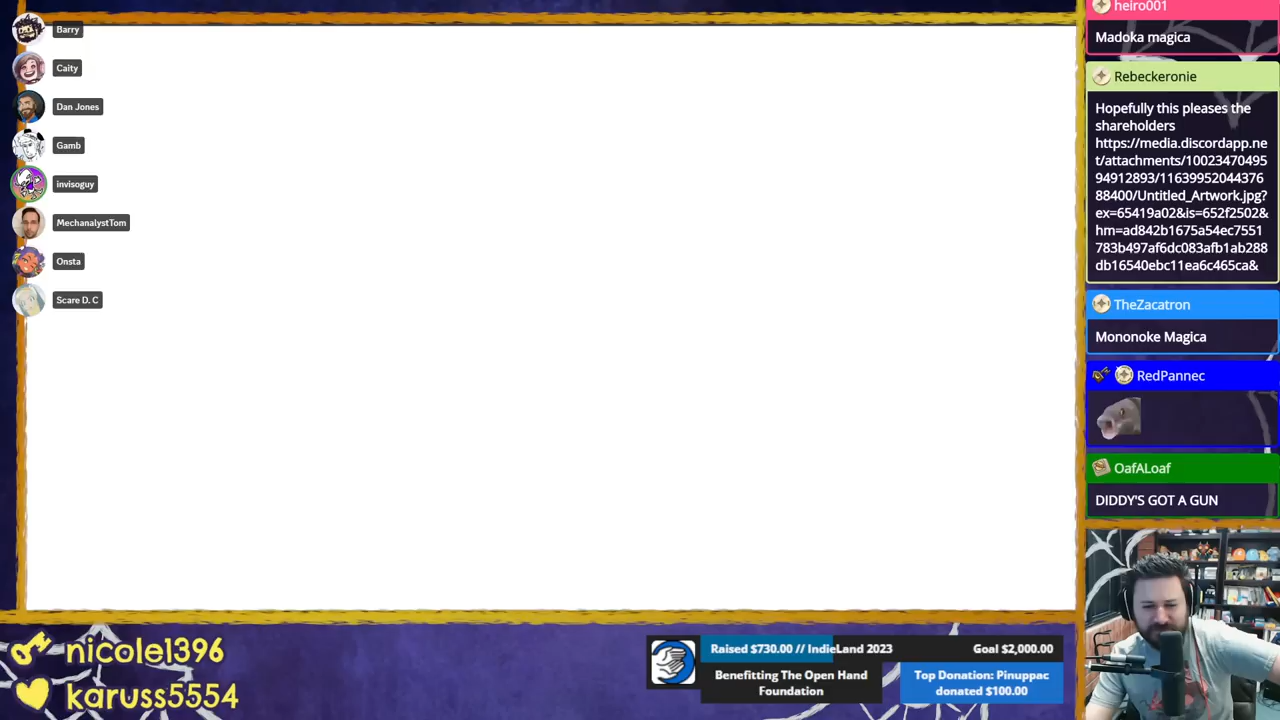 Barry
Caity
Dan Jones
Gamb
invisoguy
MechanalystTom
Onsta
Scare D. C
heiro001
Madoka magica
Rebeckeronie
Hopefully this pleases the
shareholders
https://media.discordapp.ne
t/attachments/10023470495
94912893/11639952044376
88400/Untitled_Artwork.jpg?
ex=65419a02&is=652f2502&
hm=ad842b1675a54ec7551
783b497af6dc083afb1ab288
db16540ebc11ea6c465ca&
TheZacatron
Mononoke Magica
RedPannec
OafALoaf
DIDDY'S GOT A GUN
nicole1396
karuss5554
Raised $730.00 // IndieLand 2023
Goal $2,000.00
Benefitting The Open Hand
Foundation
Top Donation: Pinuppac
donated $100.00